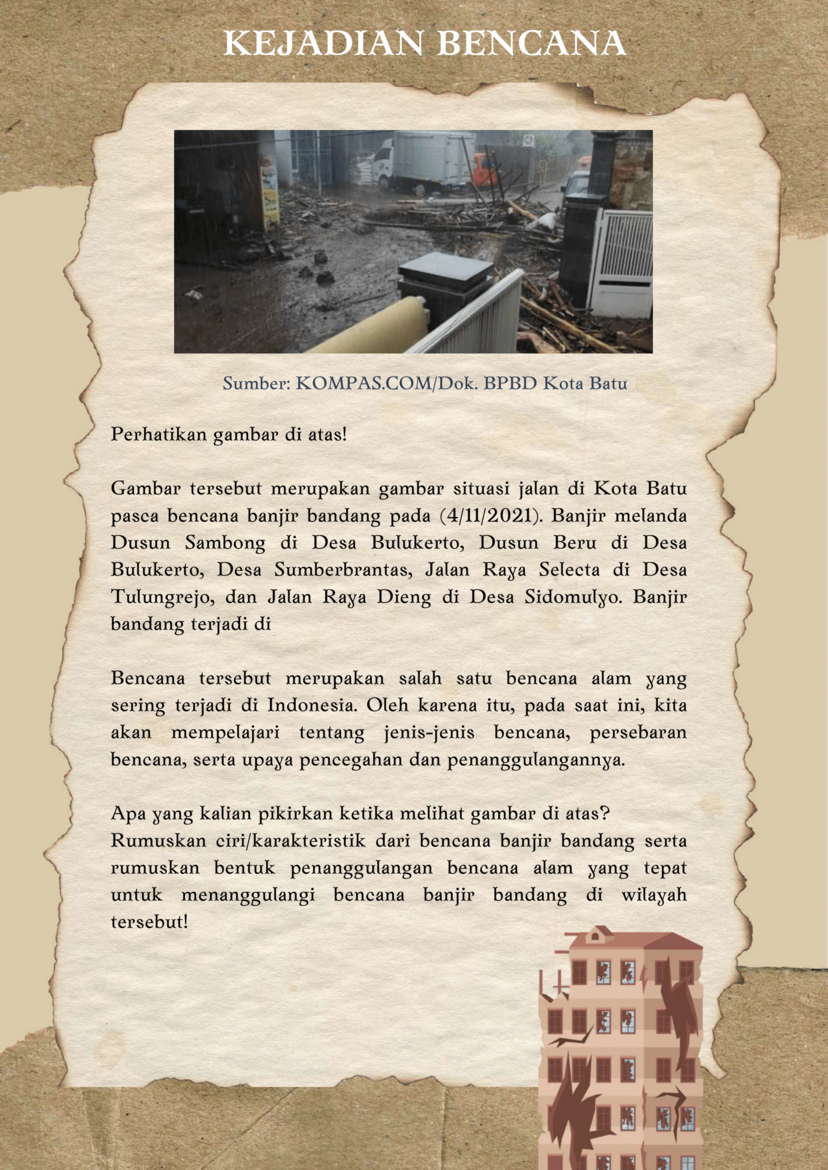 KEJADIAN BENCANA
Sumber: KOMPAS.COM/Dok. BPBD Kota Batu
Perhatikan gambar di atas!
Gambar tersebut merupakan gambar situasi jalan di Kota Batu
pasca bencana banjir bandang pada (4/11/2021). Banjir melanda
Dusun Sambong di Desa Bulukerto, Dusun Beru di Desa
Bulukerto, Desa Sumberbrantas, Jalan Raya Selecta di Desa
Tulungrejo, dan Jalan Raya Dieng di Desa Sidomulyo. Banjir
bandang terjadi di
Bencana tersebut merupakan salah satu bencana alam yang
sering terjadi di Indonesia. Oleh karena itu, pada saat ini, kita
akan mempelajari tentang jenis-jenis bencana, persebaran
bencana, serta upaya pencegahan dan penanggulangannya.
Apa yang kalian pikirkan ketika melihat gambar di atas?
Rumuskan ciri/karakteristik dari bencana banjir bandang serta
rumuskan bentuk penanggulangan bencana alam yang tepat
untuk menanggulangi bencana banjir bandang di wilayah
tersebut!